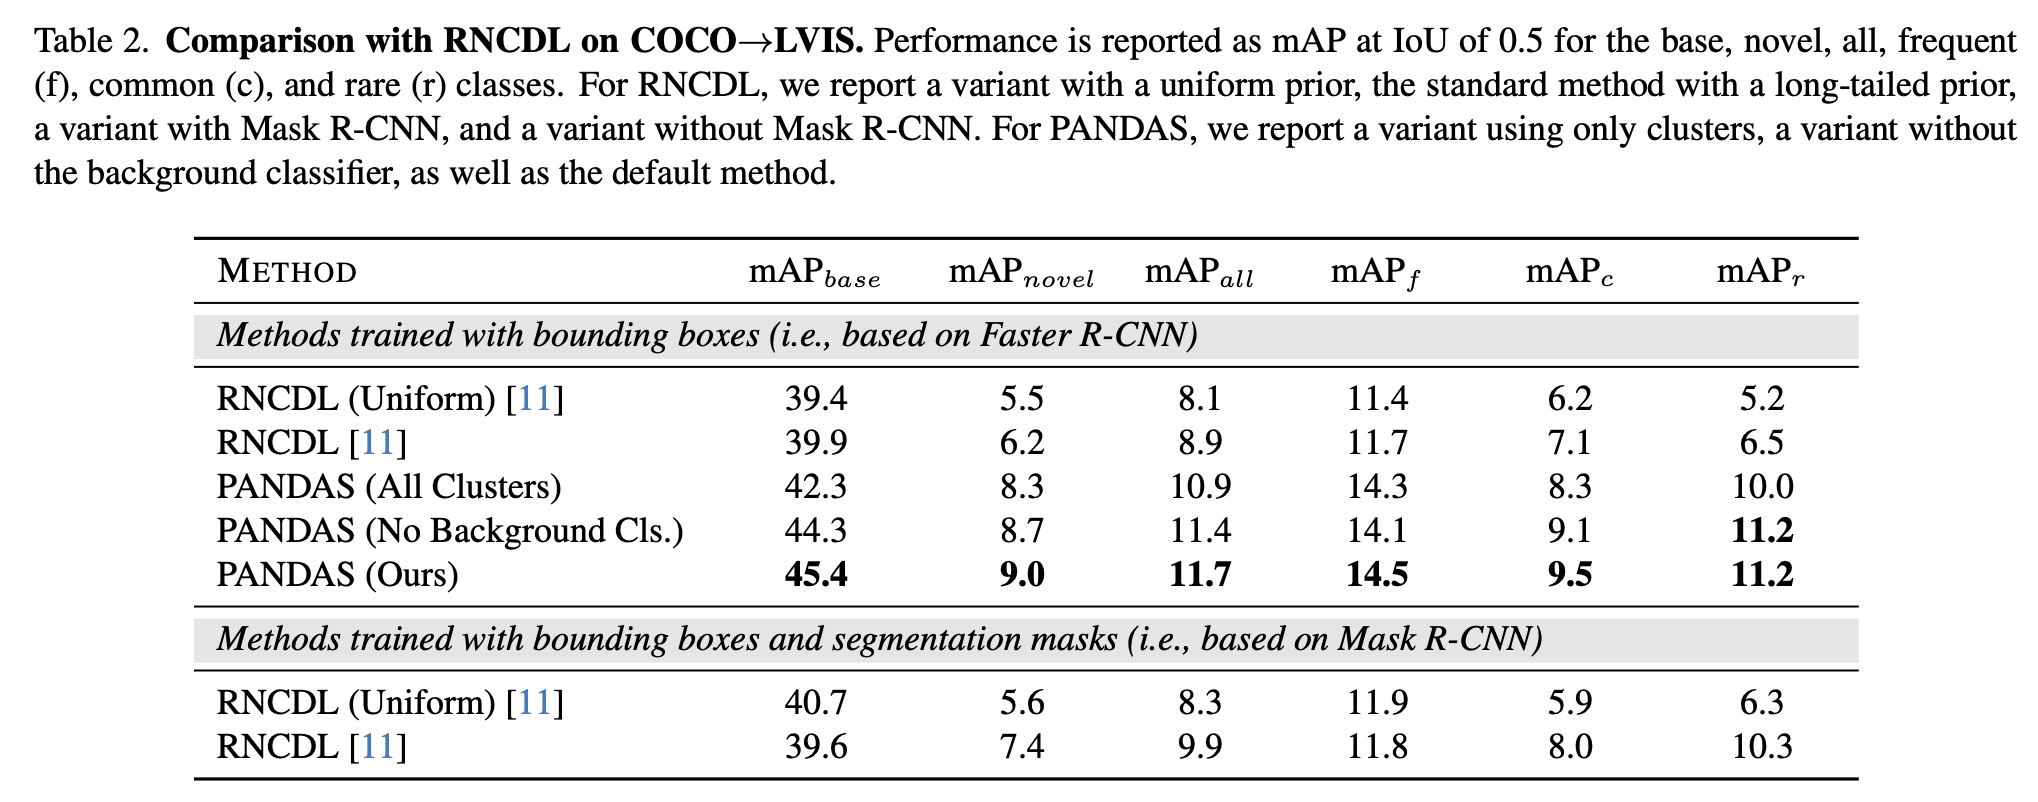 Table 2. Comparison with RNCDL on COCO→LVIS. Performance is reported as mAP at IoU of 0.5 for the base, novel, all, frequent
(f), common (c), and rare (r) classes. For RNCDL, we report a variant with a uniform prior, the standard method with a long-tailed prior,
a variant with Mask R-CNN, and a variant without Mask R-CNN. For PANDAS, we report a variant using only clusters, a variant without
the background classifier, as well as the default method.
METHOD mAPbase mAPnovel mAPall mAPf mAPc mAPr
Methods trained with bounding boxes (i.e., based on Faster R-CNN)
RNCDL (Uniform) [11] 39.4 5.5 8.1 11.4 6.2 5.2
RNCDL [11] 39.9 6.2 8.9 11.7 7.1 6.5
PANDAS (All Clusters) 42.3 8.3 10.9 14.3 8.3 10.0
PANDAS (No Background Cls.) 44.3 8.7 11.4 14.1 9.1 11.2
PANDAS (Ours) 45.4 9.0 11.7 14.5 9.5 11.2
Methods trained with bounding boxes and segmentation masks (i.e., based on Mask R-CNN)
RNCDL (Uniform) [11] 40.7 5.6 8.3 11.9 5.9 6.3
RNCDL [11] 39.6 7.4 9.9 11.8 8.0 10.3